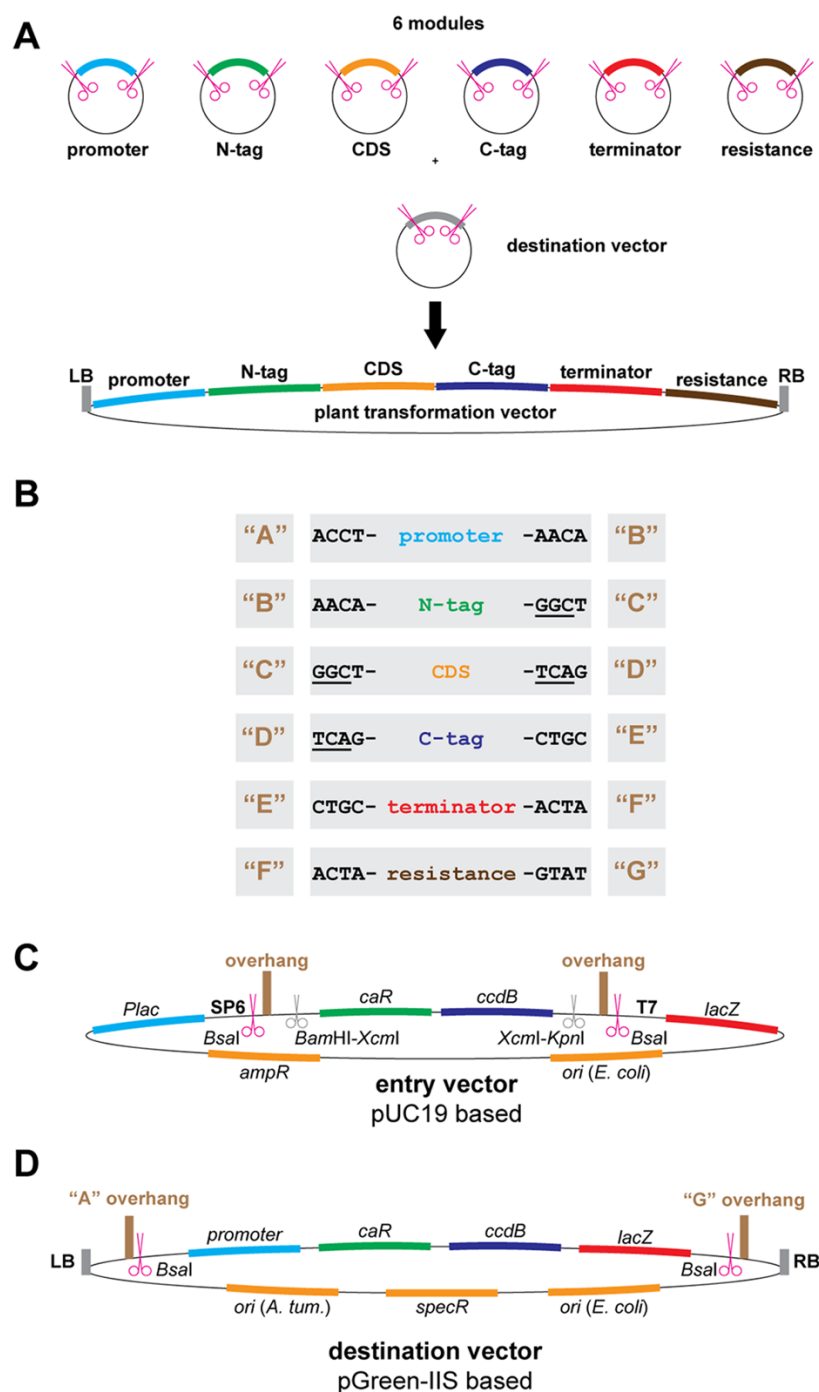 A
6 modules
promoter N-tag CDS C-tag terminator resistance
+
destination vector
LB promoter N-tag CDS C-tag terminator resistance RB
plant transformation vector
B
“A” ACCT- promoter -AACA “B”
“B” AACA- N-tag -GGCT “C”
“C” GGCT- CDS -TCAG “D”
“D” TCAG- C-tag -CTGC “E”
“E” CTGC- terminator -ACTA “F”
“F” ACTA- resistance -GTAT “G”
C
overhang overhang
Plac SP6 caR ccdB T7 lacZ
BsaI BamHI-XcmI XcmI-KpnI BsaI
ampR ori (E. coli)
entry vector
pUC19 based
D
“A” overhang “G” overhang
promoter caR ccdB lacZ
LB BsaI BsaI RB
ori (A. tum.) specR ori (E. coli)
destination vector
pGreen-IIS based